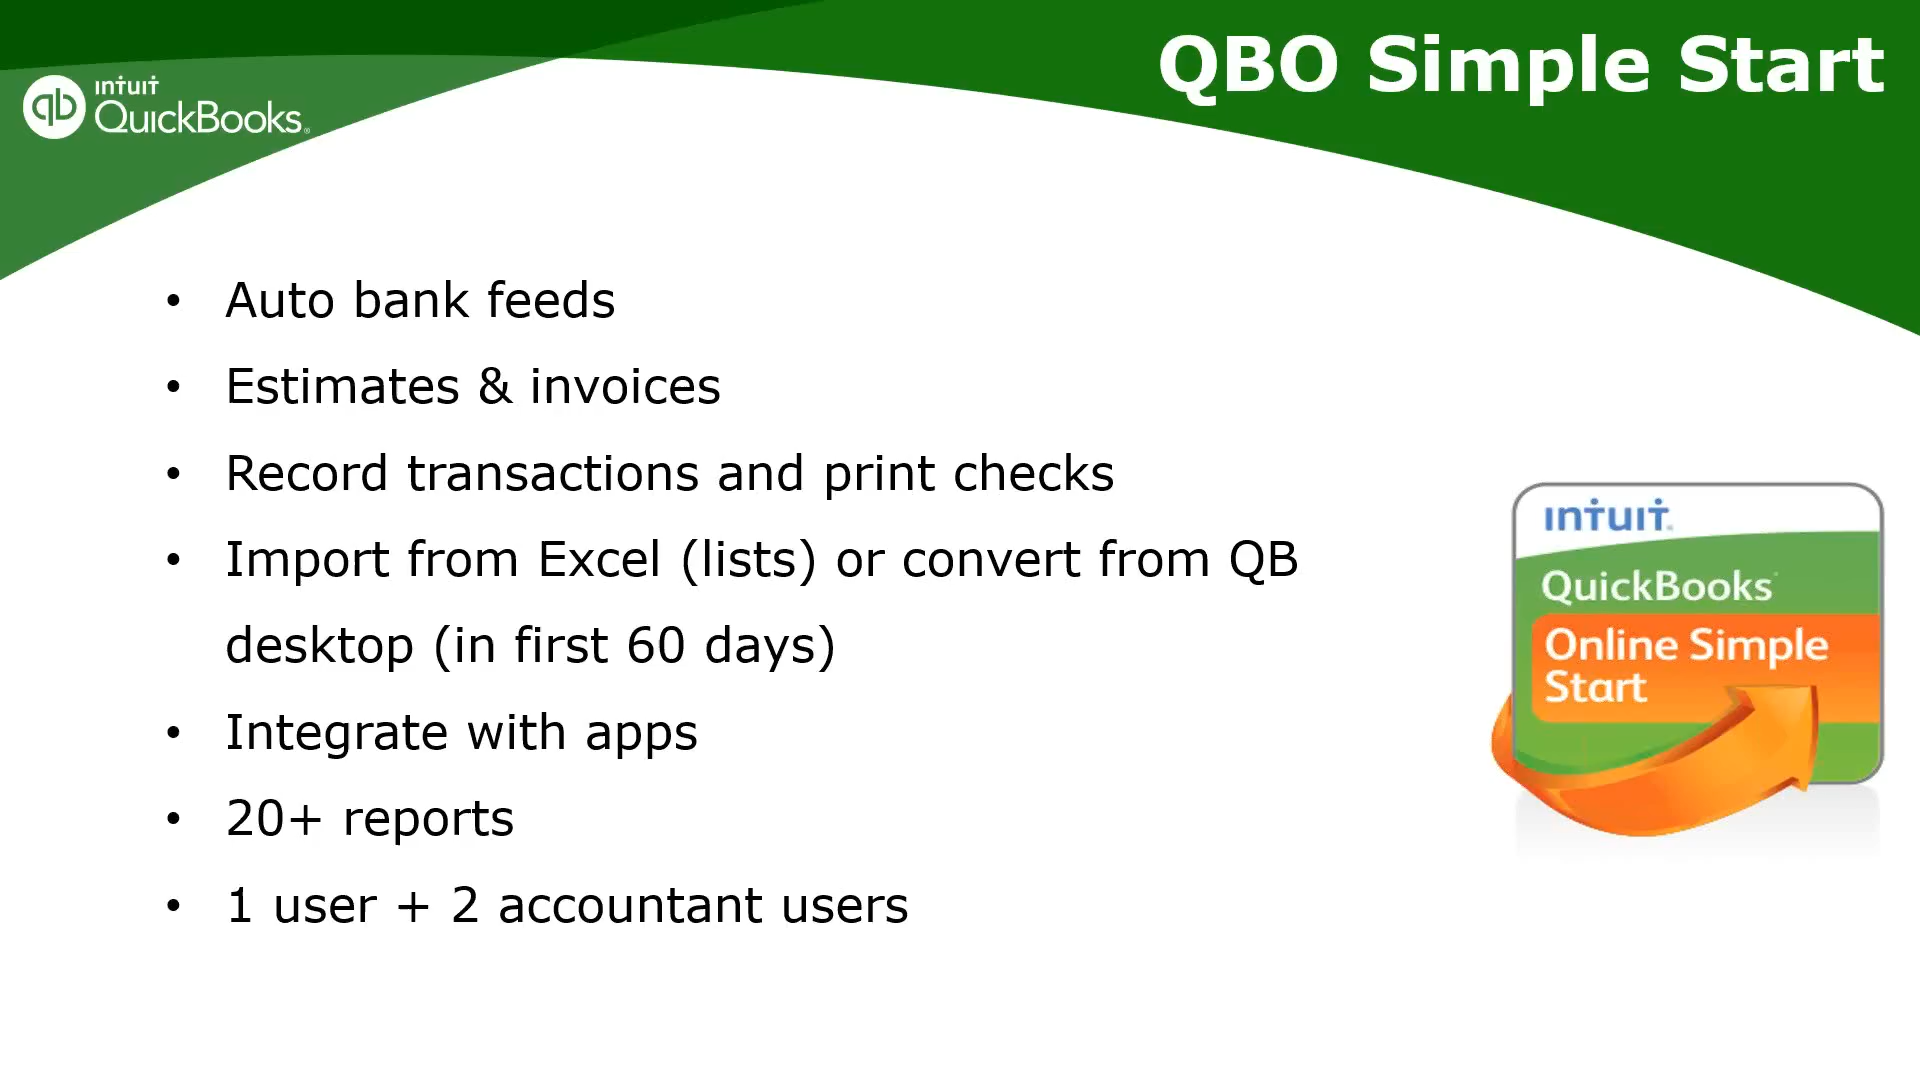 QBO Simple Start
intuit
QuickBooks®
• Auto bank feeds
• Estimates & invoices
• Record transactions and print checks
• Import from Excel (lists) or convert from QB
desktop (in first 60 days)
• Integrate with apps
• 20+ reports
• 1 user + 2 accountant users
intuit®
QuickBooks
Online Simple
Start